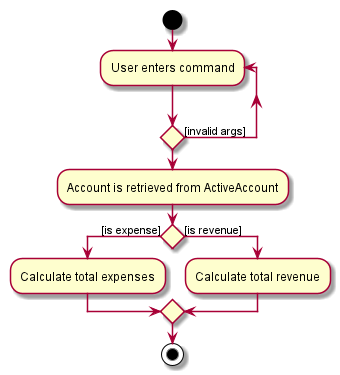 User enters command
[invalid args]
Account is retrieved from ActiveAccount
[is expense]
[is revenue]
Calculate total expenses
Calculate total revenue